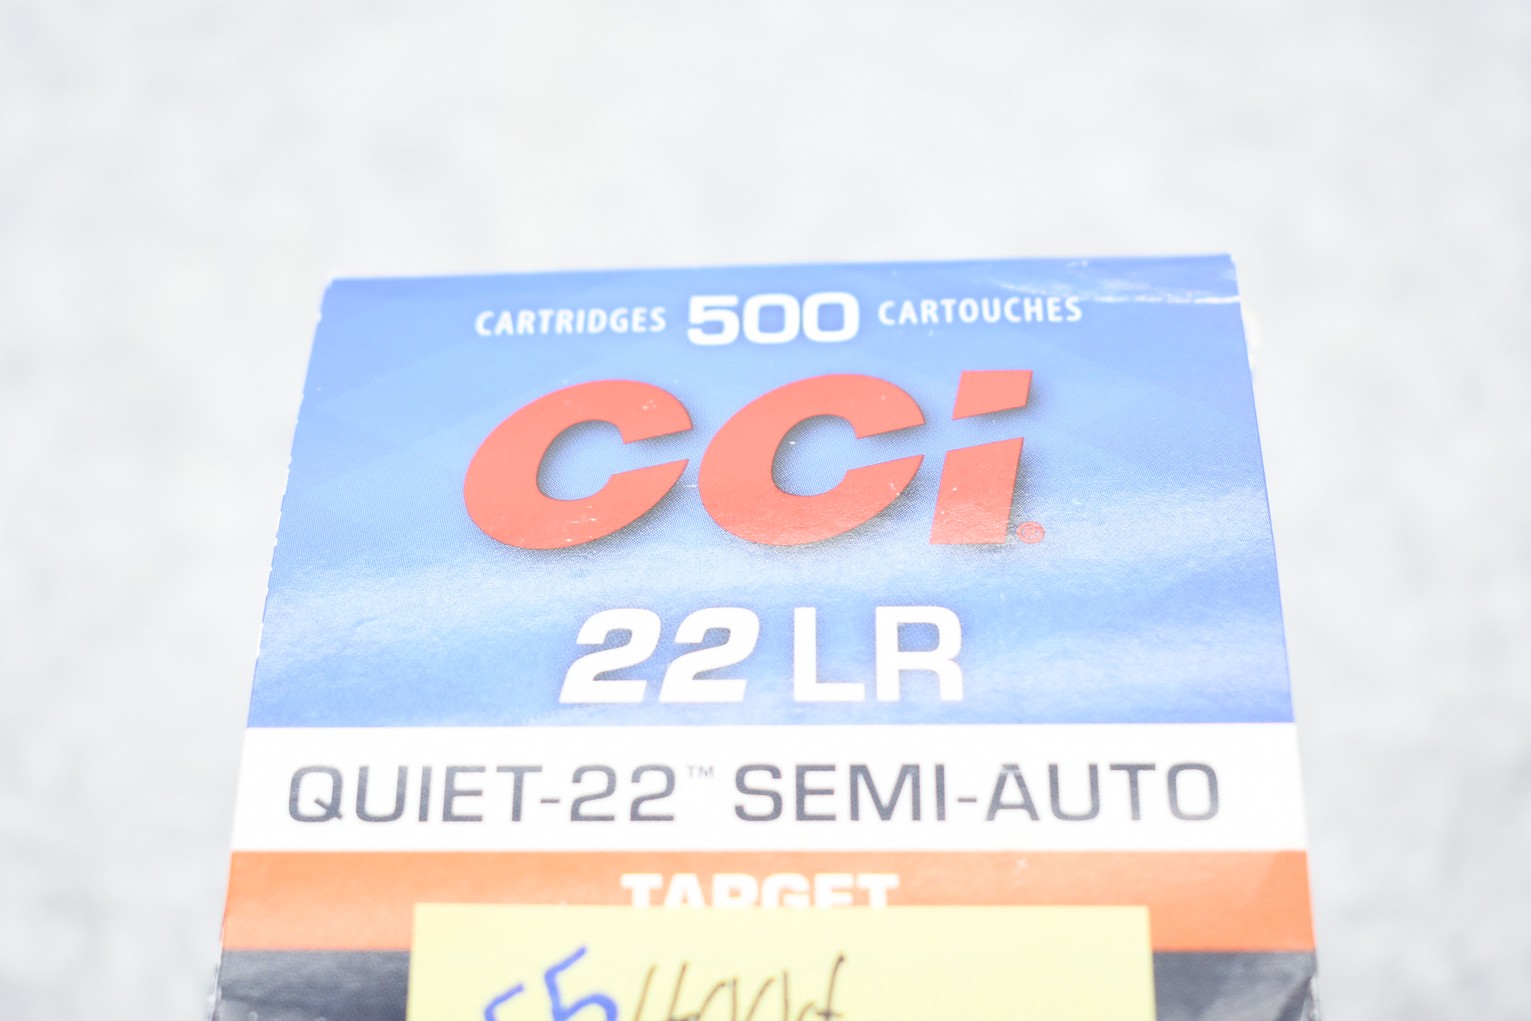 CARTRIDGES 500 CARTOUCHES
CCi.
22 LR
QUIET-22™ SEMI-AUTO
TARGET